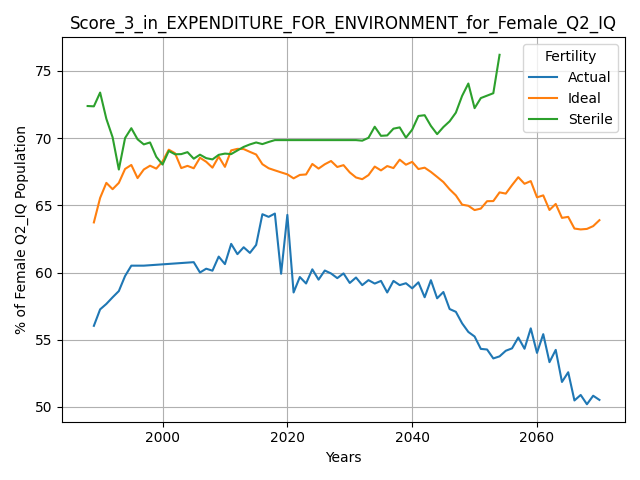 Score_3_in_EXPENDITURE_FOR_ENVIRONMENT_for_Female_Q2_IQ
Fertility
Actual
Ideal
Sterile
% of Female Q2_IQ Population
75
70
65
60
55
50
2000
2020
2040
2060
Years